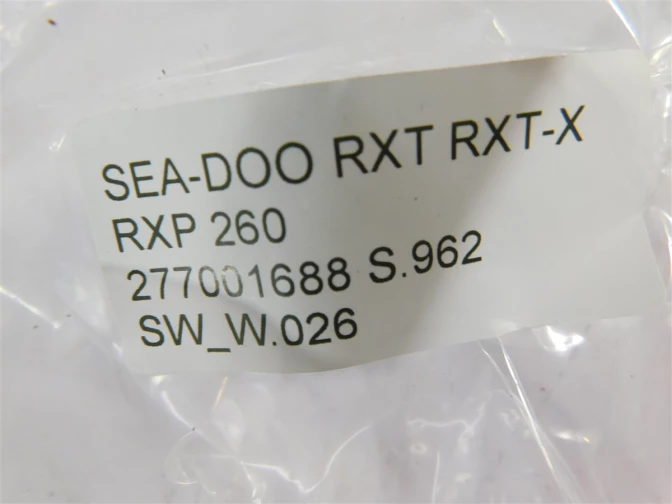 SEA-DOO RXT RXT-X
RXP 260
277001688 S.962
SW_W.026